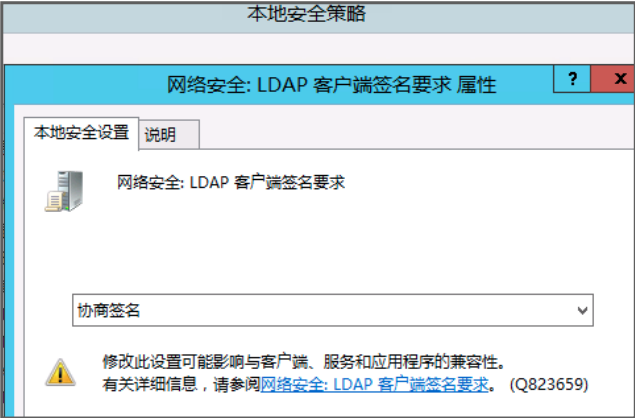 本地安全策略
网络安全: LDAP 客户端签名要求 属性
? x
本地安全设置 说明
网络安全: LDAP 客户端签名要求
协商签名
修改此设置可能影响与客户端、服务和应用程序的兼容性。
有关详细信息，请参阅网络安全: LDAP 客户端签名要求。 (Q823659)